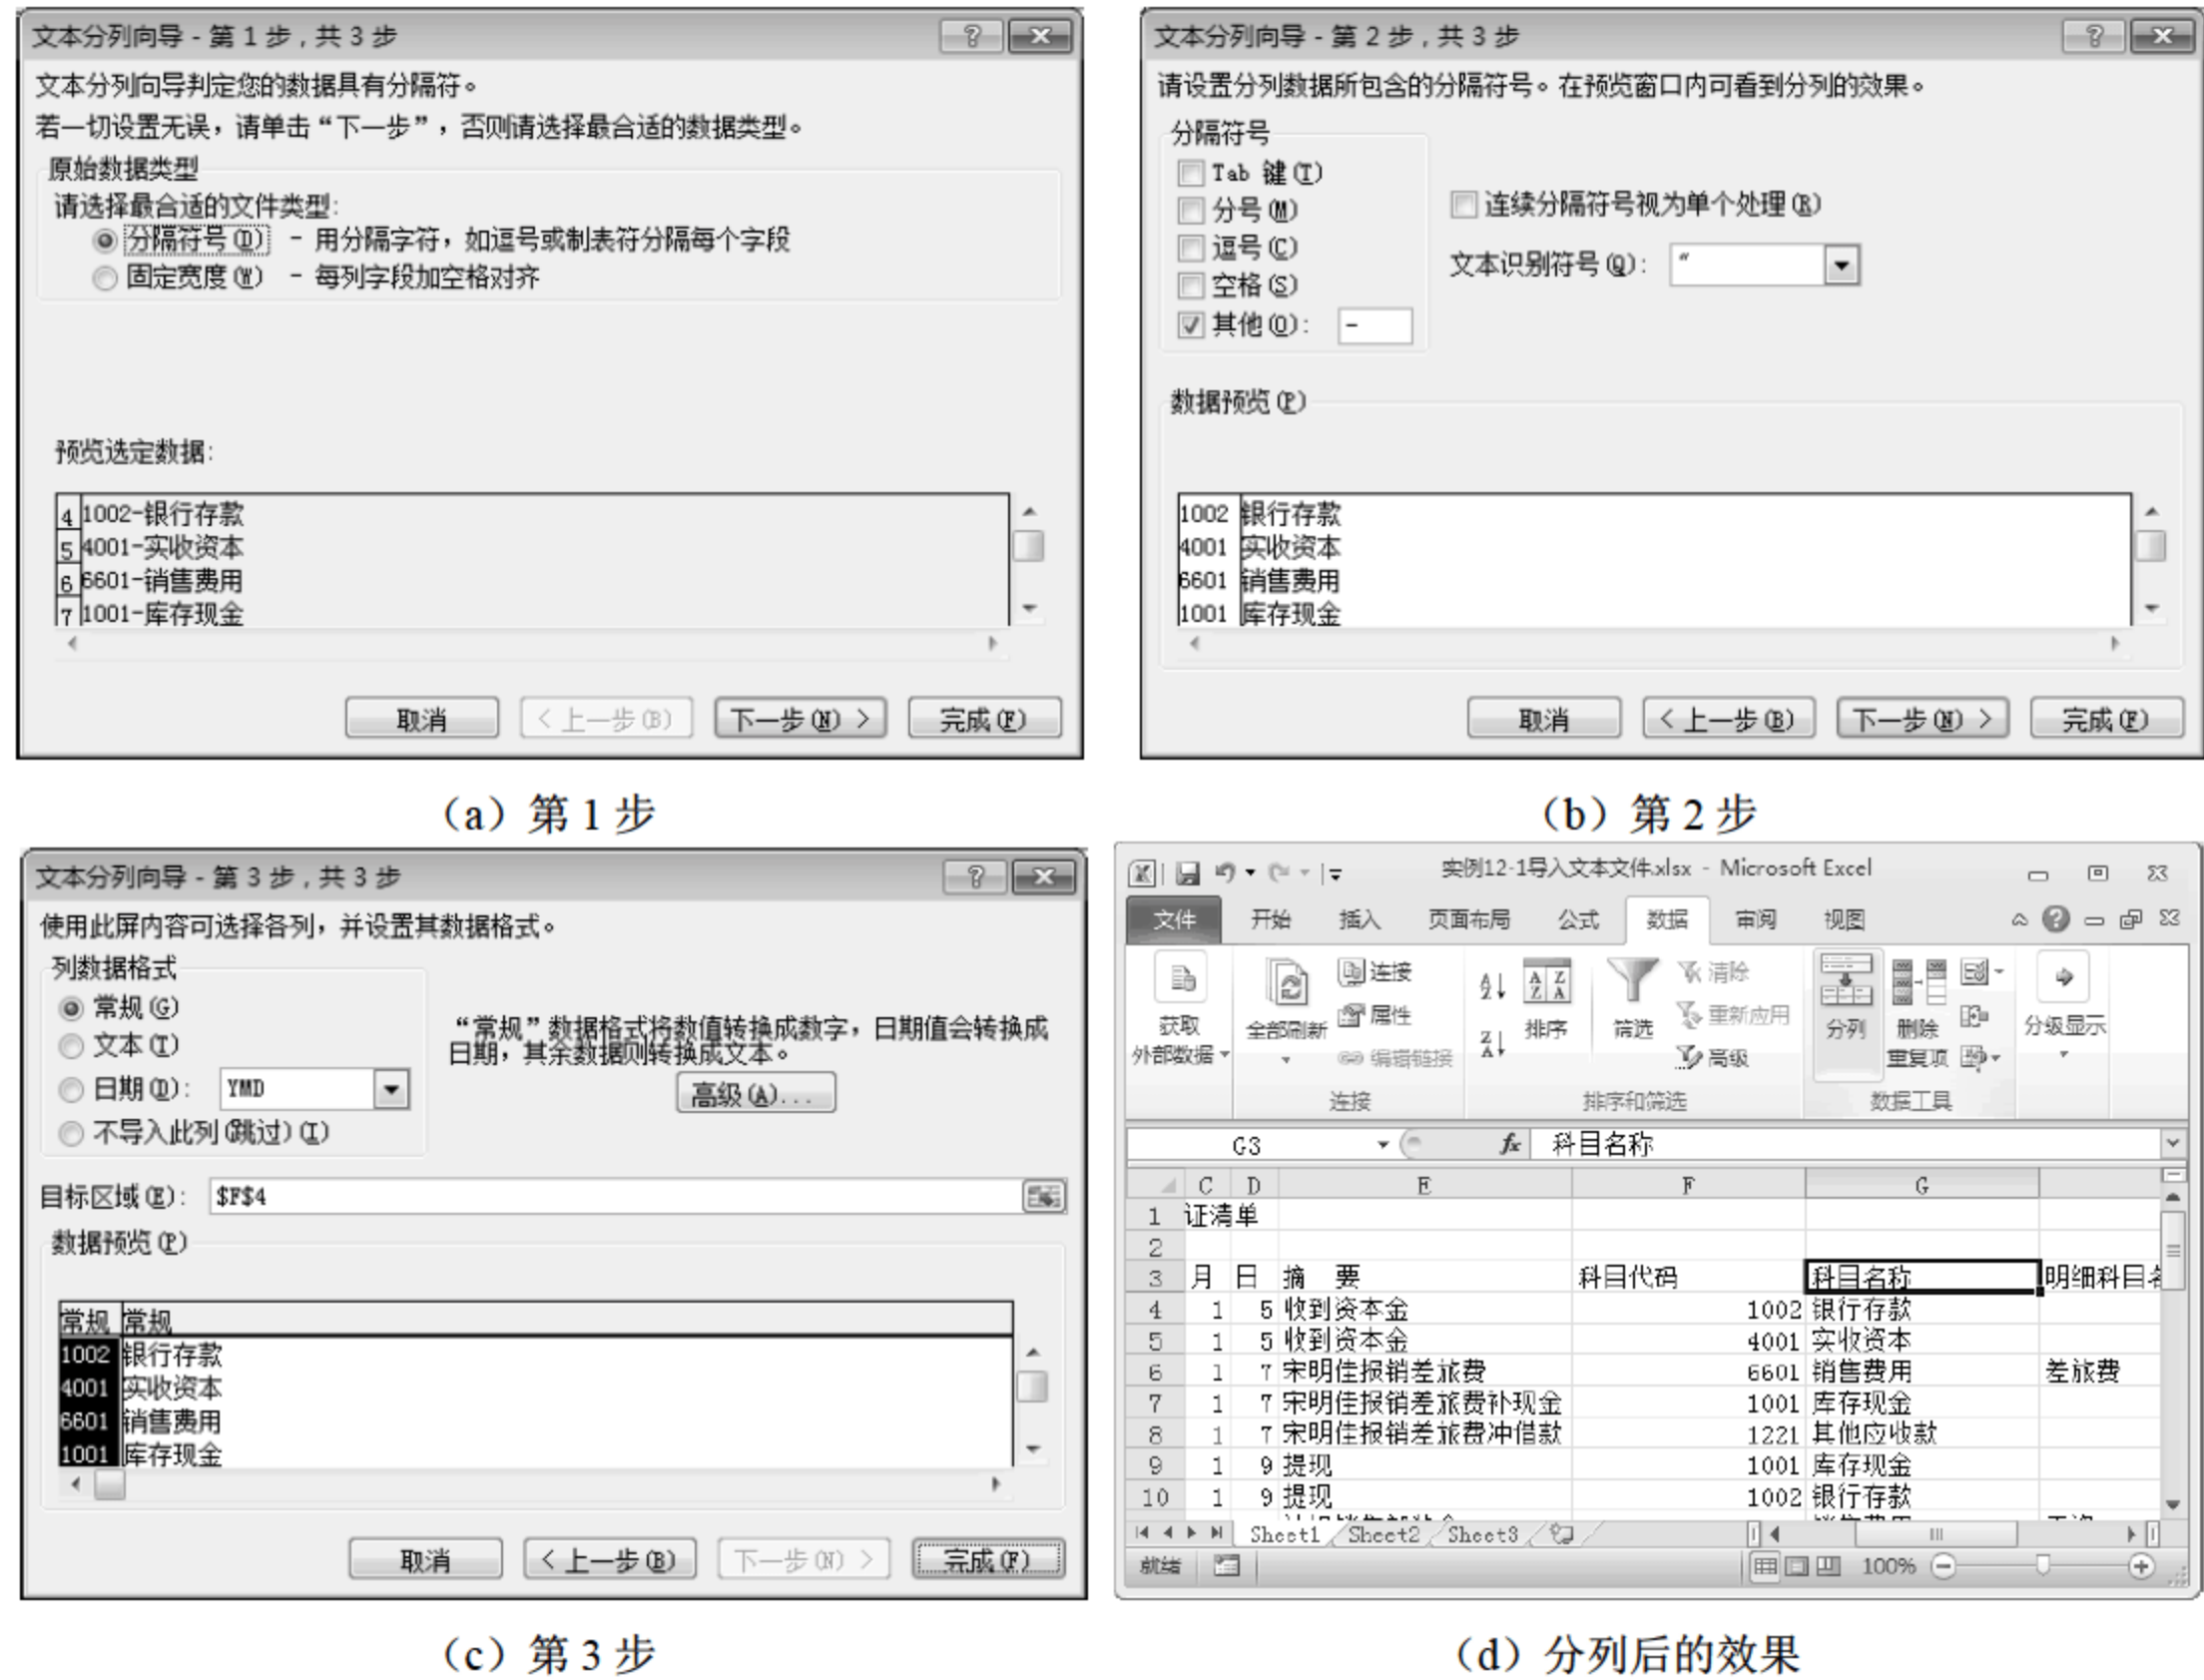 文本分列向导 - 第 1 步，共 3 步
文本分列向导判定您的数据具有分隔符。
若一切设置无误，请单击“下一步”，否则请选择最合适的数据类型。
原始数据类型
请选择最合适的文件类型:
分隔符号(D) - 用分隔字符，如逗号或制表符分隔每个字段
固定宽度(W) - 每列字段加空格对齐
预览选定数据:
4 1002-银行存款
5 4001-实收资本
6 6601-销售费用
7 1001-库存现金
取消 < 上一步(B) 下一步(N) > 完成(F)
（a）第 1 步
文本分列向导 - 第 2 步，共 3 步
请设置分列数据所包含的分隔符号。在预览窗口内可看到分列的效果。
分隔符号
Tab 键(T)
分号(M)
逗号(C)
空格(S)
其他(O): -
连续分隔符号视为单个处理(R)
文本识别符号(Q): "
数据预览(P)
1002 银行存款
4001 实收资本
6601 销售费用
1001 库存现金
取消 < 上一步(B) 下一步(N) > 完成(F)
（b）第 2 步
文本分列向导 - 第 3 步，共 3 步
使用此屏内容可选择各列，并设置其数据格式。
列数据格式
常规(G)
文本(T)
日期(D): YMD
不导入此列(跳过)(I)
“常规”数据格式将数值转换成数字，日期值会转换成
日期，其余数据则转换成文本。
高级(A)...
目标区域(E): $F$4
数据预览(P)
常规 常规
1002 银行存款
4001 实收资本
6601 销售费用
1001 库存现金
取消 < 上一步(B) 下一步(N) > 完成(F)
（c）第 3 步
实例12-1导入文本文件.xlsx - Microsoft Excel
文件 开始 插入 页面布局 公式 数据 审阅 视图
获取
外部数据
全部刷新
连接
属性
编辑链接
连接
排序
筛选
清除
重新应用
高级
排序和筛选
分列
删除
重复项
数据工具
分级显示
G3 fx 科目名称
C D E F G
1 证清单
2
3 月 日 摘 要 科目代码 科目名称 明细科目名
4 1 5 收到资本金 1002 银行存款
5 1 5 收到资本金 4001 实收资本
6 1 7 宋明佳报销差旅费 6601 销售费用 差旅费
7 1 7 宋明佳报销差旅费补现金 1001 库存现金
8 1 7 宋明佳报销差旅费冲借款 1221 其他应收款
9 1 9 提现 1001 库存现金
10 1 9 提现 1002 银行存款
Sheet1 Sheet2 Sheet3
就绪 100%
（d）分列后的效果